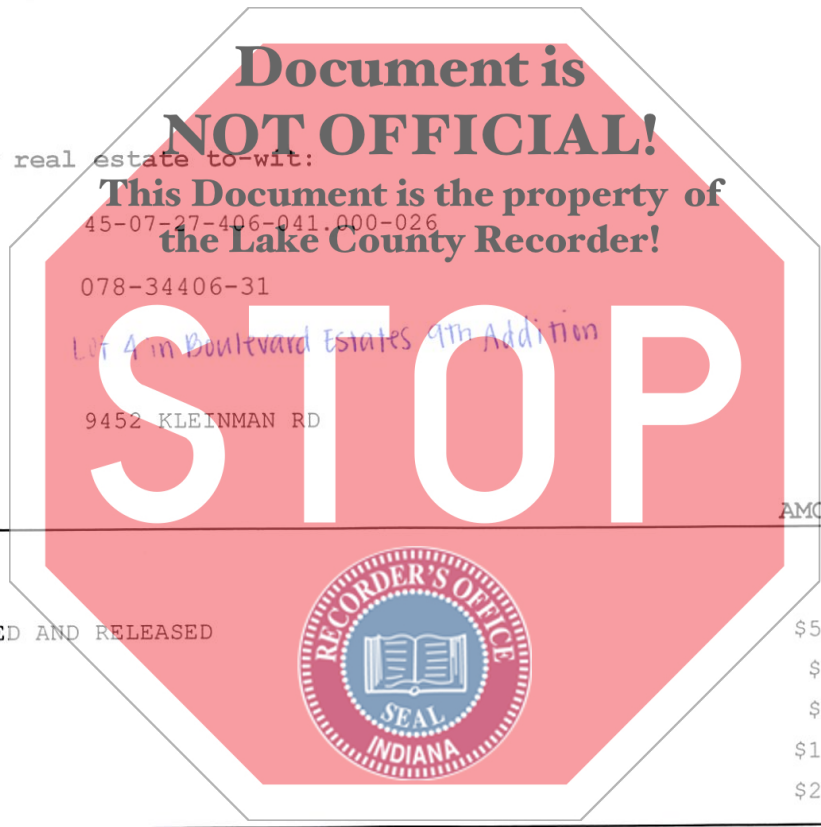 Document is
NOT OFFICIAL!
real estate to-wit:
This Document is the property of
45-07-27-406-041.000-026
the Lake County Recorder!
078-34406-31
Lot 4 in Boulevard Estates 9th Addition
STOP
9452 KLEINMAN RD
AMO
RECORDER'S OFFICE
ED AND RELEASED
$5
$
$
SEAL
INDIANA
$1
$2